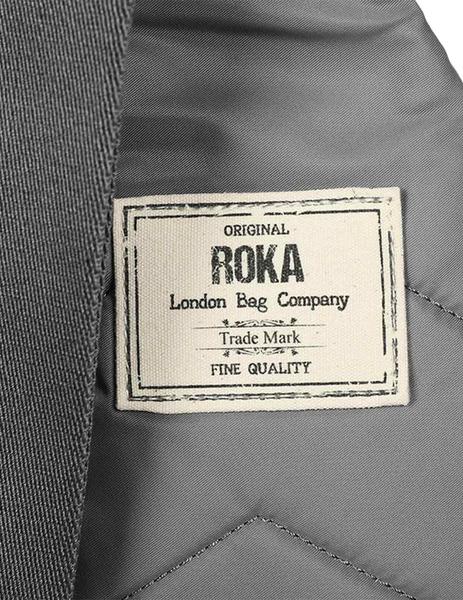 ORIGINAL
ROKA
London Bag Company
Trade Mark
FINE QUALITY